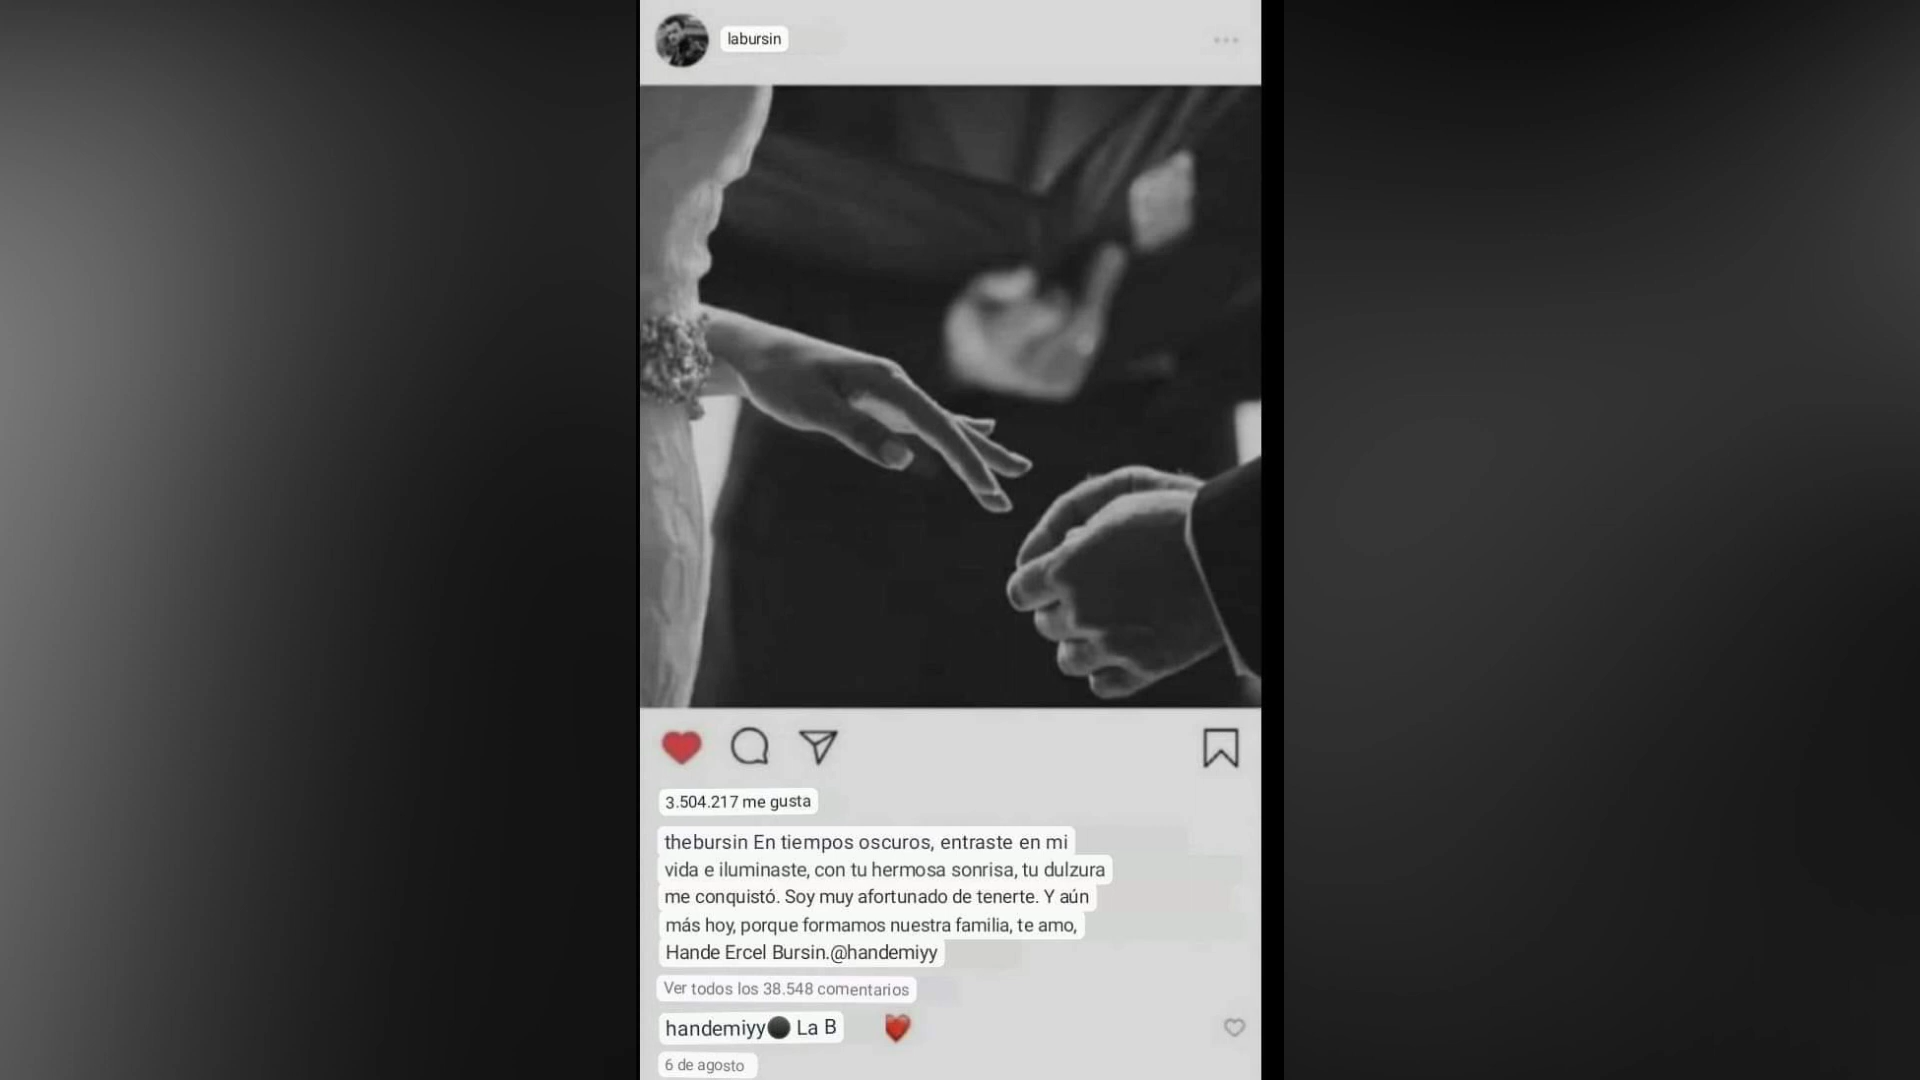 labursin
3.504.217 me gusta
thebursin En tiempos oscuros, entraste en mi
vida e iluminaste, con tu hermosa sonrisa, tu dulzura
me conquistó. Soy muy afortunado de tenerte. Y aún
más hoy, porque formamos nuestra familia, te amo,
Hande Ercel Bursin.@handemiyy
Ver todos los 38.548 comentarios
handemiyy⚫ La B ❤
6 de agosto